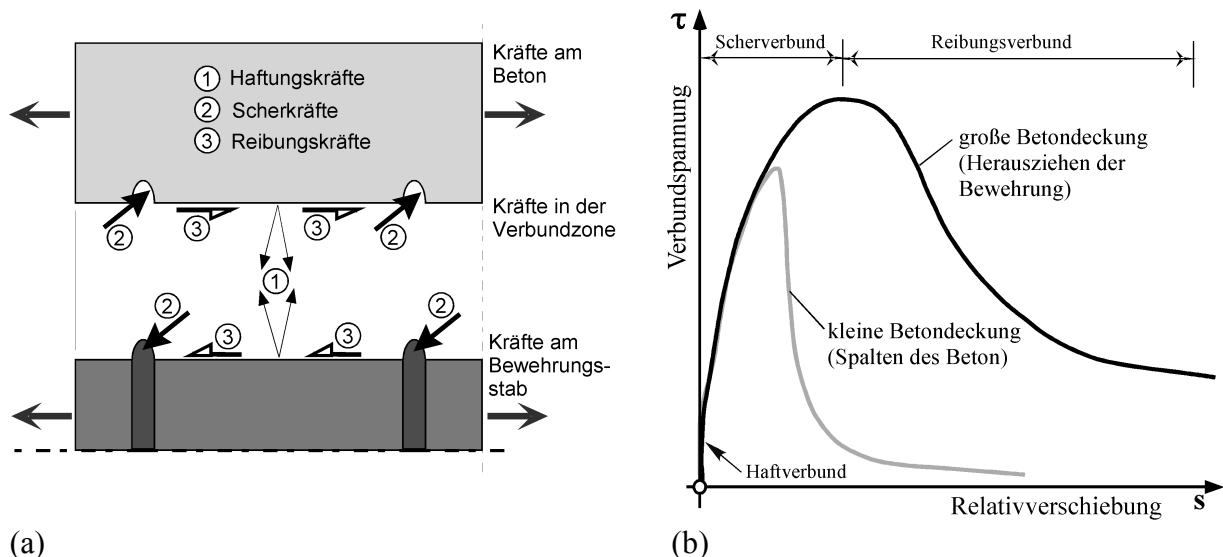 Kräfte am
Beton
1 Haftungskräfte
2 Scherkräfte
3 Reibungskräfte
2
3
3
2
Kräfte in der
Verbundzone
1
2
3
3
2
Kräfte am
Bewehrungs-
stab
(a)
τ
Scherverbund
Reibungsverbund
Verbundspannung
große Betondeckung
(Herausziehen der
Bewehrung)
kleine Betondeckung
(Spalten des Beton)
Haftverbund
Relativverschiebung
s
(b)